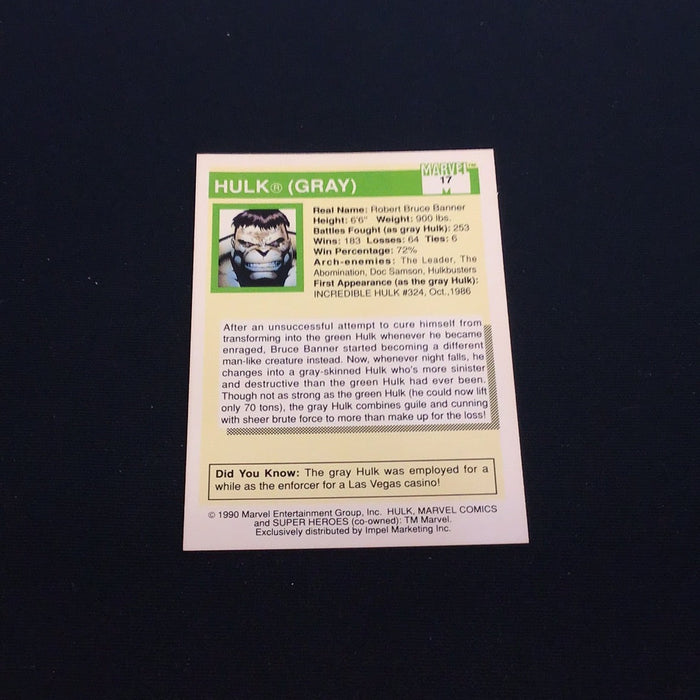 MARVEL™
HULK® (GRAY)
17
Real Name: Robert Bruce Banner
Height: 6'6" Weight: 900 lbs.
Battles Fought (as gray Hulk): 253
Wins: 183 Losses: 64 Ties: 6
Win Percentage: 72%
Arch-enemies: The Leader, The
Abomination, Doc Samson, Hulkbusters
First Appearance (as the gray Hulk):
INCREDIBLE HULK #324, Oct.,1986
After an unsuccessful attempt to cure himself from
transforming into the green Hulk whenever he became
enraged, Bruce Banner started becoming a different
man-like creature instead. Now, whenever night falls, he
changes into a gray-skinned Hulk who's more sinister
and destructive than the green Hulk had ever been.
Though not as strong as the green Hulk (he could now lift
only 70 tons), the gray Hulk combines guile and cunning
with sheer brute force to more than make up for the loss!
Did You Know: The gray Hulk was employed for a
while as the enforcer for a Las Vegas casino!
© 1990 Marvel Entertainment Group, Inc. HULK, MARVEL COMICS
and SUPER HEROES (co-owned): TM Marvel.
Exclusively distributed by Impel Marketing Inc.